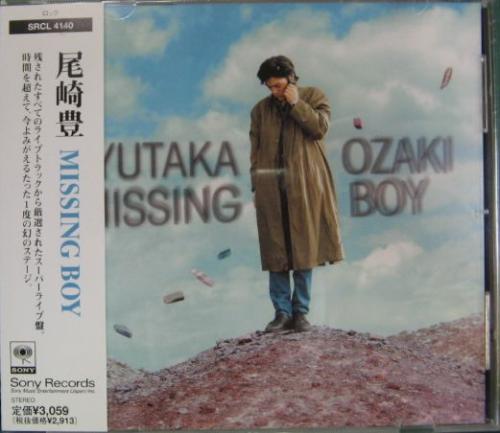 ロック
SRCL 4140
尾崎豊 MISSING BOY
残されたすべてのライブトラックから厳選されたスーパーライブ盤。
時間を超えて、今よみがえるたった1度の幻のステージ。
YUTAKA OZAKI
MISSING BOY
SONY
Sony Records
Sony Music Entertainment (Japan) Inc.
STEREO
定価¥3,059
(税抜価格¥2,913)